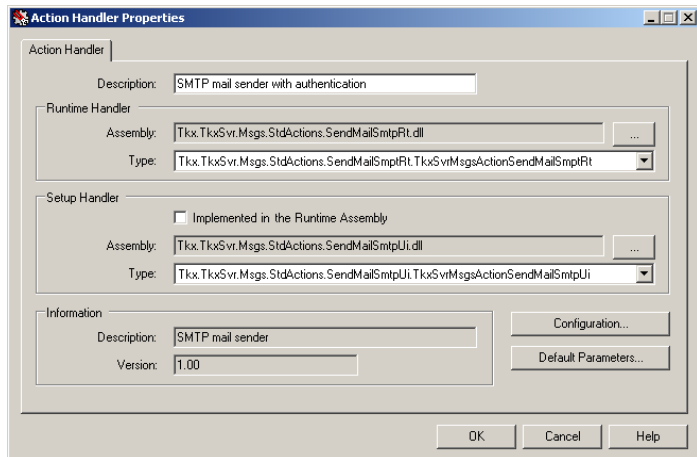 Action Handler Properties
Action Handler
Description: SMTP mail sender with authentication
Runtime Handler
Assembly: Tkx.TkxSvr.Msgs.StdActions.SendMailSmtpRt.dll ...
Type: Tkx.TkxSvr.Msgs.StdActions.SendMailSmptRt.TkxSvrMsgsActionSendMailSmptRt
Setup Handler
Implemented in the Runtime Assembly
Assembly: Tkx.TkxSvr.Msgs.StdActions.SendMailSmtpUi.dll ...
Type: Tkx.TkxSvr.Msgs.StdActions.SendMailSmtpUi.TkxSvrMsgsActionSendMailSmtpUi
Information
Configuration...
Description: SMTP mail sender
Default Parameters...
Version: 1.00
OK Cancel Help